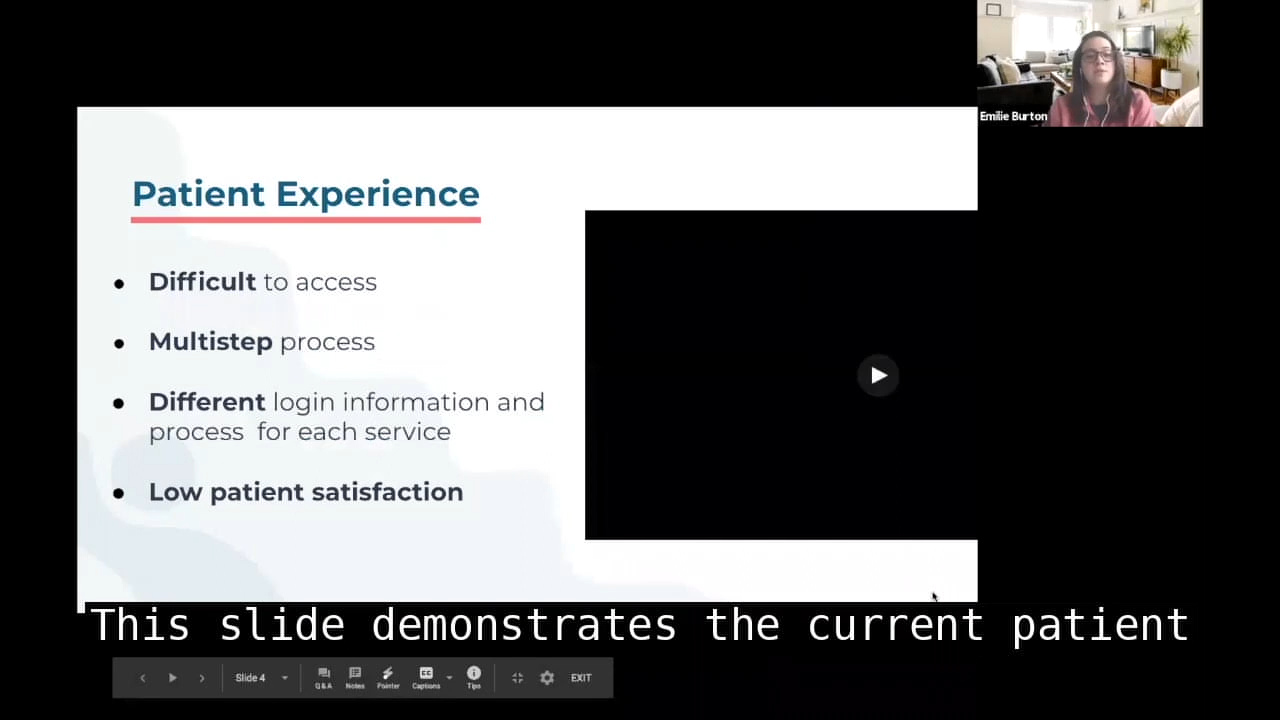 Emilie Burton
Patient Experience
Difficult to access
Multistep process
Different login information and
process for each service
Low patient satisfaction
This slide demonstrates the current patient
Slide 4
Q&A
Notes
Pointer
CC
Captions
Tips
EXIT